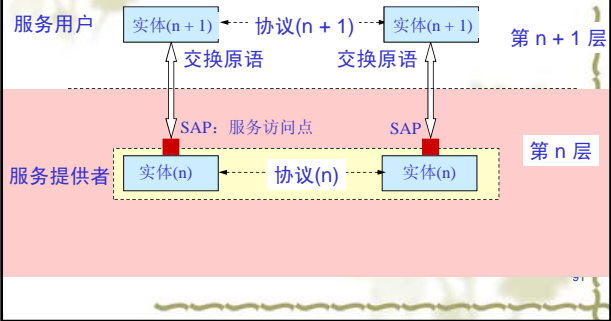 服务用户
实体(n + 1)
协议(n + 1)
实体(n + 1)
第 n + 1 层
交换原语
交换原语
SAP：服务访问点
SAP
服务提供者
实体(n)
协议(n)
实体(n)
第 n 层